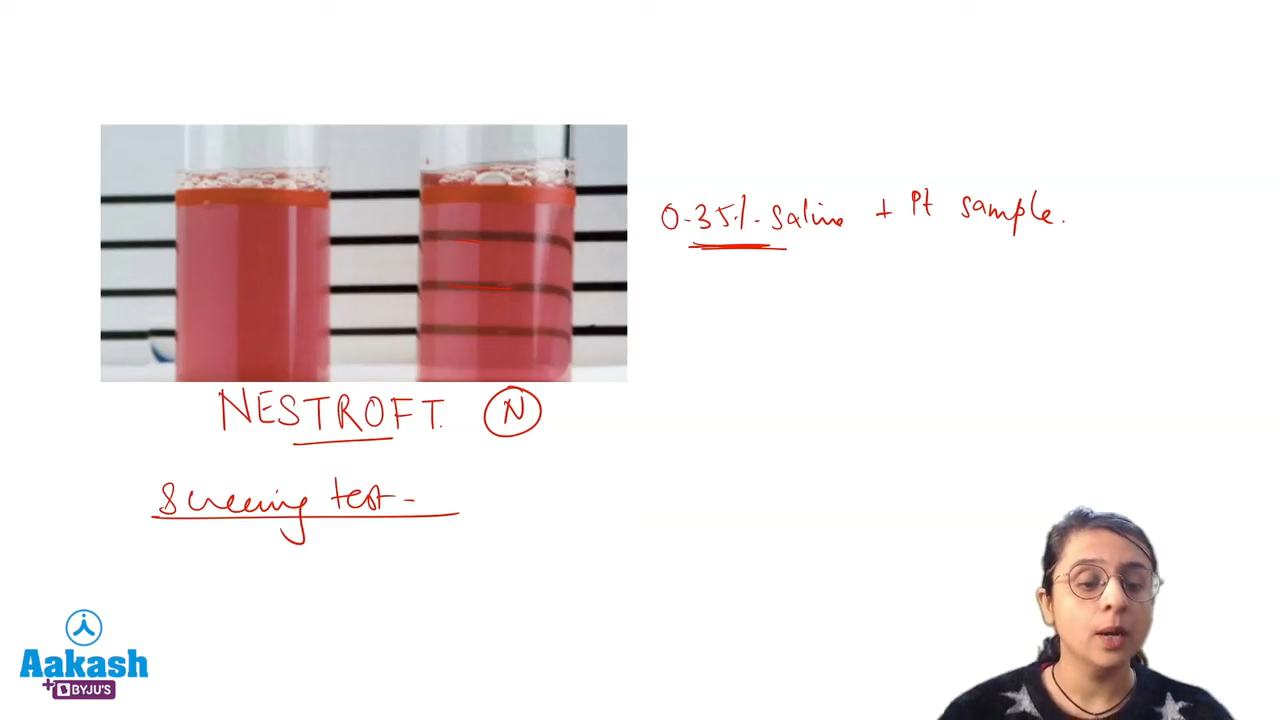 0.35% saline + Pt sample.
NESTROFT. N
Screening test -
Aakash
+ BYJU'S